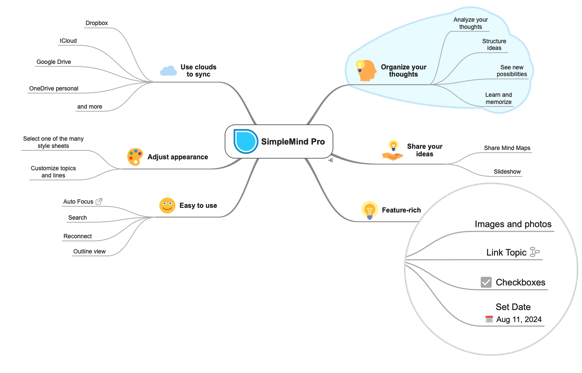 Dropbox
iCloud
Google Drive
OneDrive personal
and more
Use clouds
to sync
Select one of the many
style sheets
Customize topics
and lines
Adjust appearance
Auto Focus
Search
Reconnect
Outline view
Easy to use
SimpleMind Pro
Organize your
thoughts
Analyze your
thoughts
Structure
ideas
See new
possibilities
Learn and
memorize
Share your
ideas
Share Mind Maps
Slideshow
Feature-rich
Images and photos
Link Topic
Checkboxes
Set Date
Aug 11, 2024